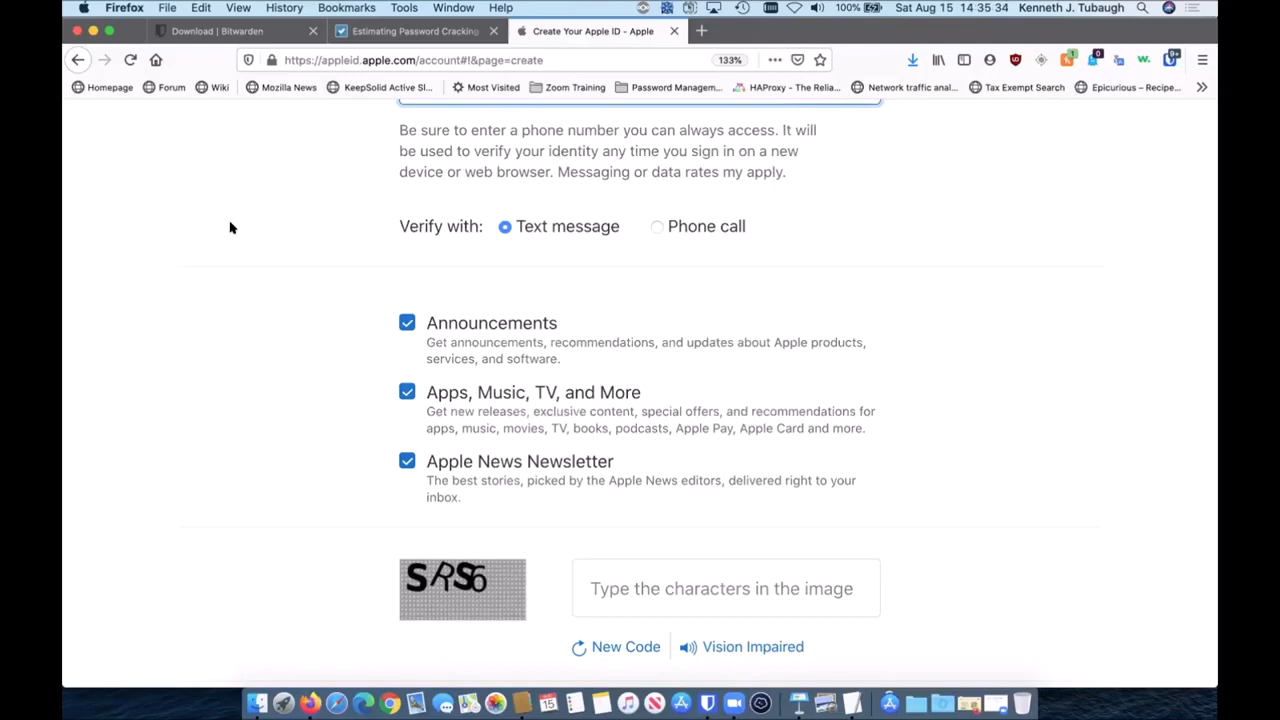 Firefox File Edit View History Bookmarks Tools Window Help 100% Sat Aug 15 14:35:34 Kenneth J. Tubaugh
Download | Bitwarden Estimating Password Cracking Create Your Apple ID - Apple
https://appleid.apple.com/account#!&page=create 133%
Homepage Forum Wiki Mozilla News KeepSolid Active Sl... Most Visited Zoom Training Password Managem... HAProxy - The Relia... Network traffic anal... Tax Exempt Search Epicurious – Recipe...
Be sure to enter a phone number you can always access. It will
be used to verify your identity any time you sign in on a new
device or web browser. Messaging or data rates my apply.
Verify with: Text message Phone call
Announcements
Get announcements, recommendations, and updates about Apple products,
services, and software.
Apps, Music, TV, and More
Get new releases, exclusive content, special offers, and recommendations for
apps, music, movies, TV, books, podcasts, Apple Pay, Apple Card and more.
Apple News Newsletter
The best stories, picked by the Apple News editors, delivered right to your
inbox.
SRS6 Type the characters in the image
New Code Vision Impaired